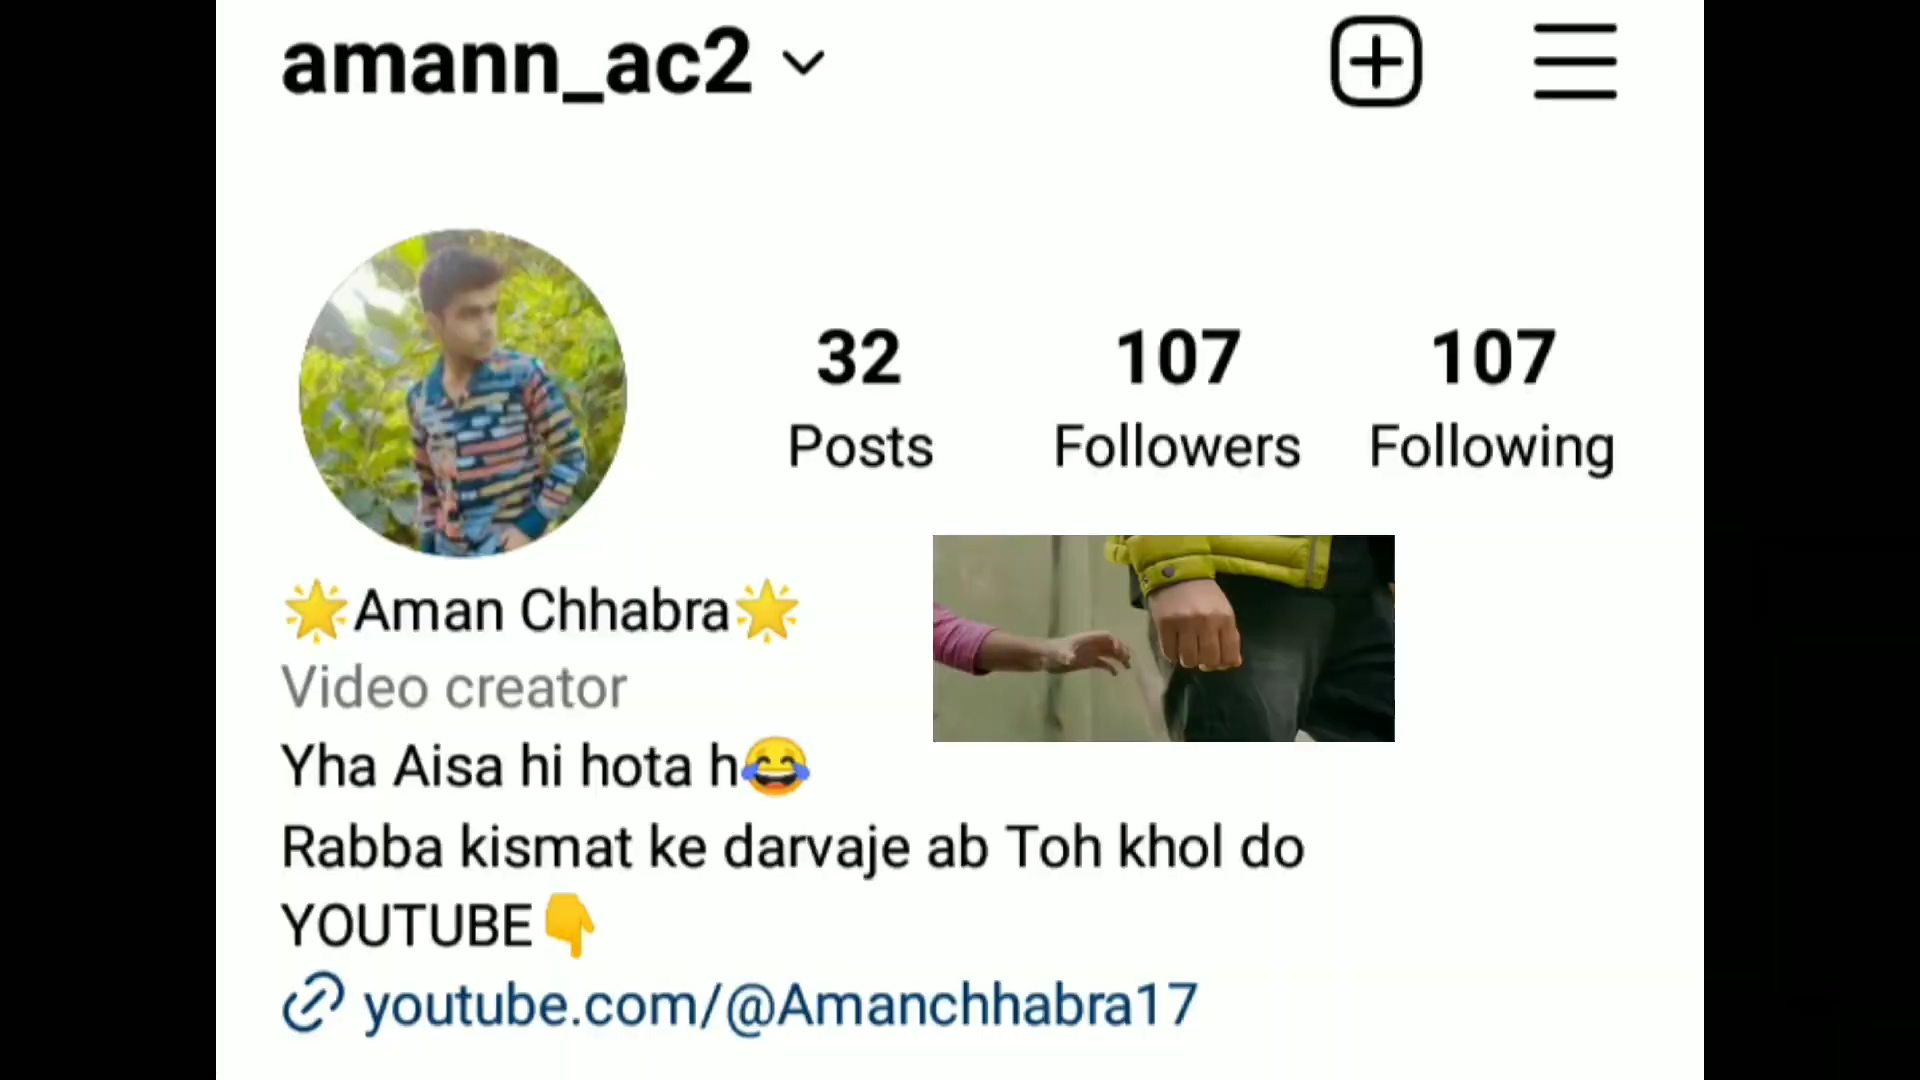 amann_ac2
32 107 107
Posts Followers Following
🌟Aman Chhabra🌟
Video creator
Yha Aisa hi hota h😂
Rabba kismat ke darvaje ab Toh khol do
YOUTUBE👇
youtube.com/@Amanchhabra17